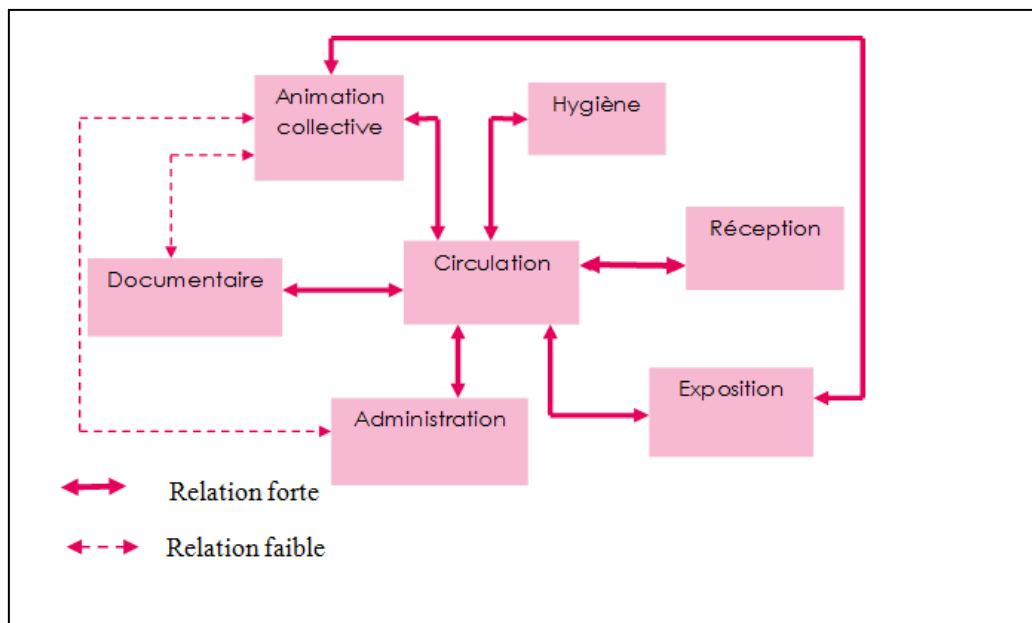 Animation
collective
Hygiène
Réception
Circulation
Documentaire
Exposition
Administration
Relation forte
Relation faible